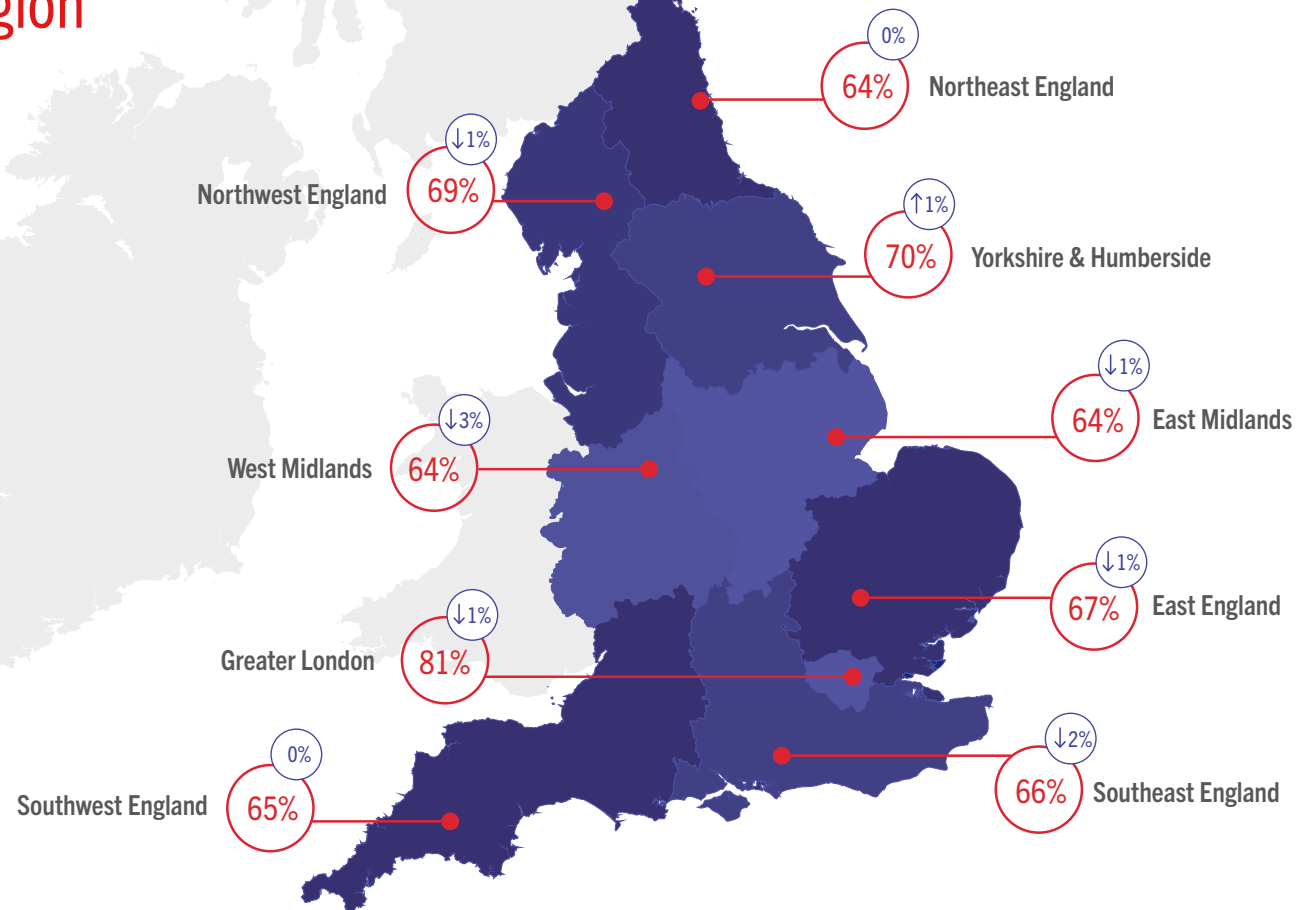 gion
0%
64%
Northeast England
↓1%
69%
Northwest England
↑1%
70%
Yorkshire & Humberside
↓1%
64%
East Midlands
↓3%
64%
West Midlands
↓1%
67%
East England
↓1%
81%
Greater London
↓2%
66%
Southeast England
0%
65%
Southwest England